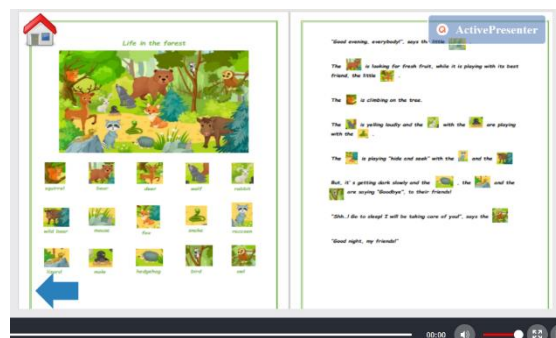 ActivePresenter
Life in the forest
squirrel bear deer wolf rabbit
wild boar mouse fox snake raccoon
lizard mole hedgehog bird owl
"Good evening, everybody!", says the little
The is looking for fresh fruit, while it is playing with its best
friend, the little .
The is climbing on the tree.
The is yelling loudly and the with the are playing
with the .
The is playing "hide and seek" with the and the
But, it's getting dark slowly and the , the and the
are saying "Goodbye", to their friends!
"Shh..! Go to sleep! I will be taking care of you!", says the
"Good night, my friends!"
00:00